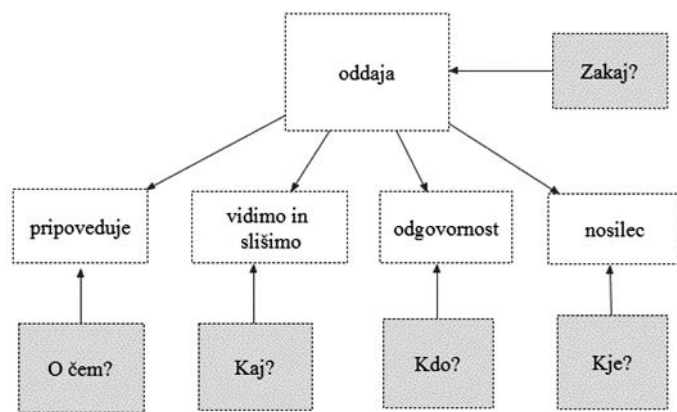 oddaja
Zakaj?
pripoveduje
vidimo in
slišimo
odgovornost
nosilec
O čem?
Kaj?
Kdo?
Kje?